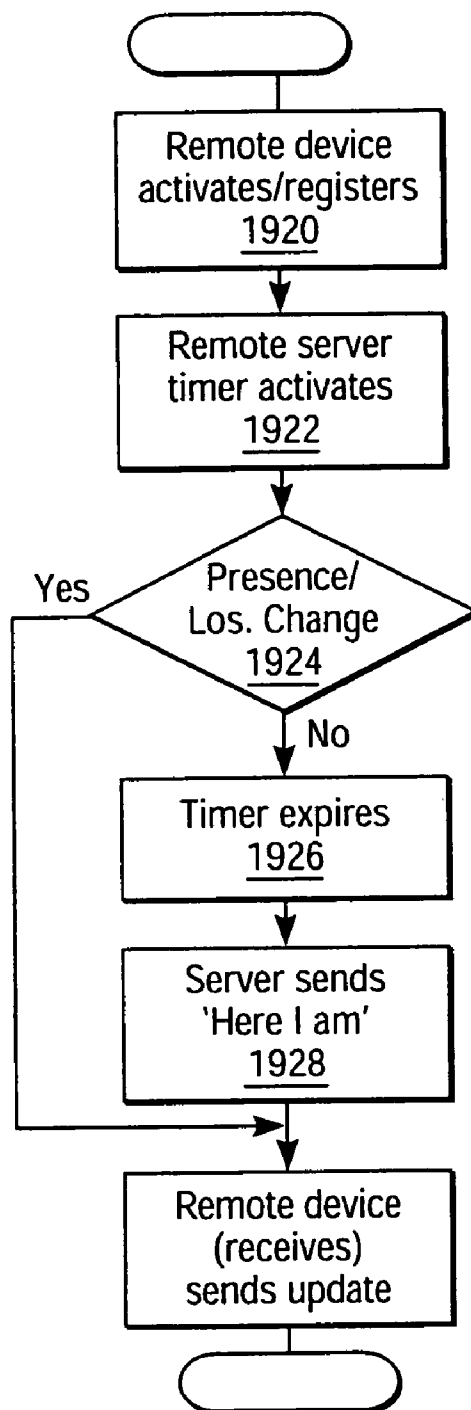 Remote device
activates/registers
1920
Remote server
timer activates
1922
Yes
Presence/
Los. Change
1924
No
Timer expires
1926
Server sends
'Here I am'
1928
Remote device
(receives)
sends update